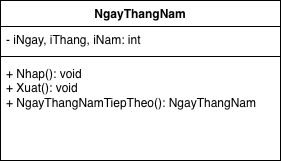 NgayThangNam
- iNgay, iThang, iNam: int
+ Nhap(): void
+ Xuat(): void
+ NgayThangNamTiepTheo(): NgayThangNam